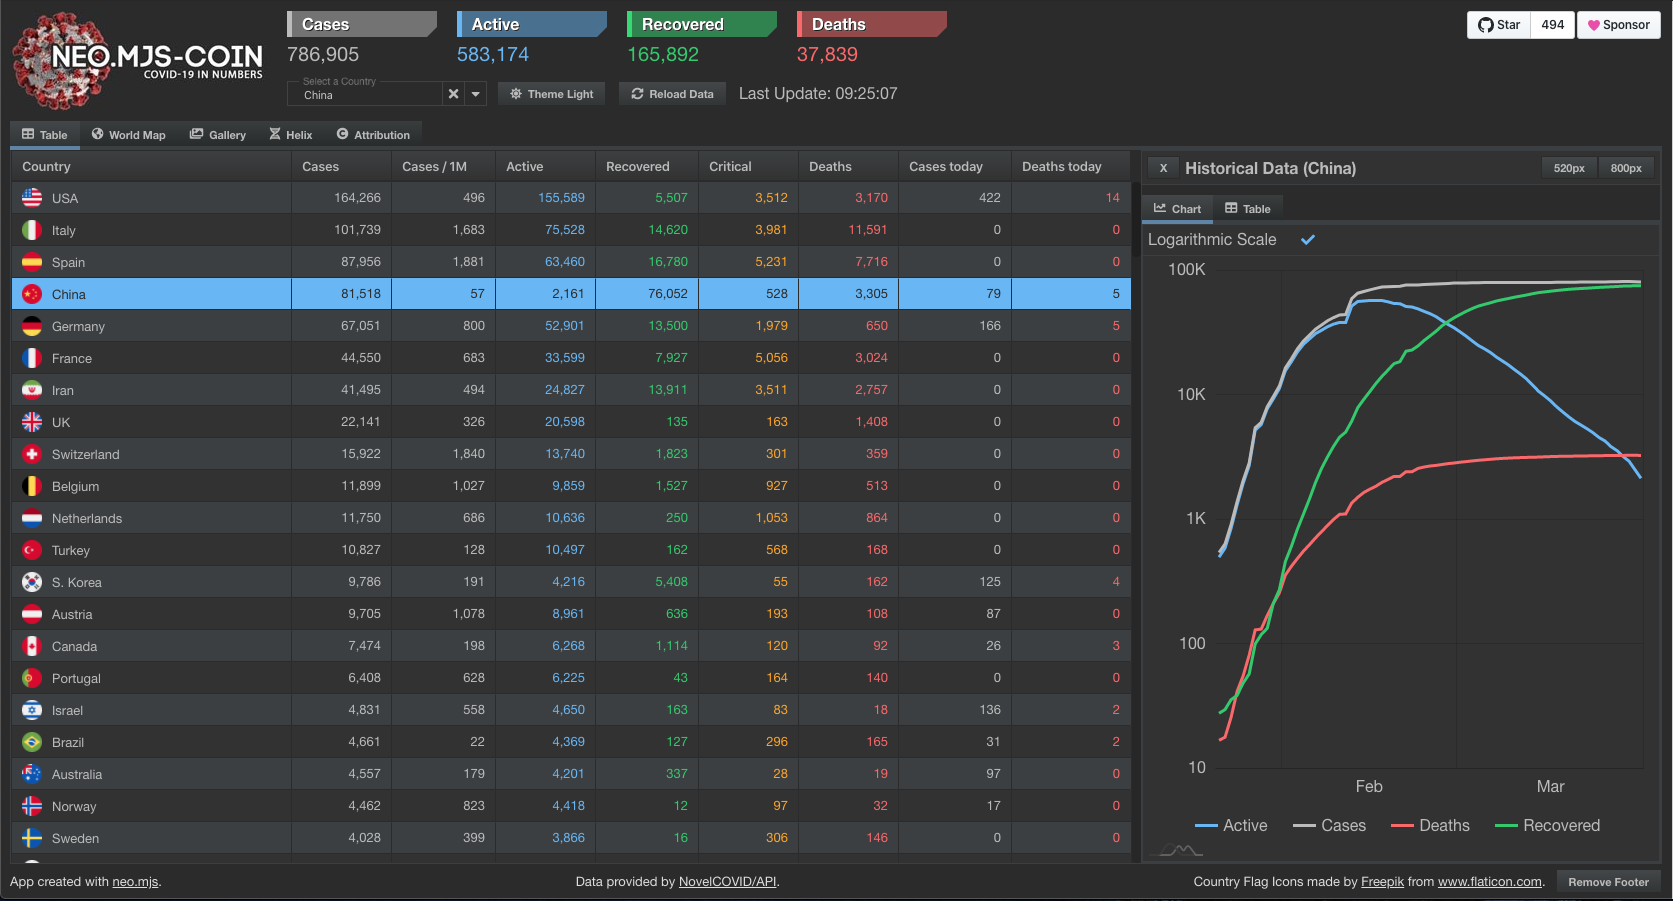 NEO.MJS-COIN
COVID-19 IN NUMBERS
Cases
786,905
Active
583,174
Recovered
165,892
Deaths
37,839
Star 494
Sponsor
Select a Country
China
Theme Light
Reload Data
Last Update: 09:25:07
Table World Map Gallery Helix Attribution
Country Cases Cases / 1M Active Recovered Critical Deaths Cases today Deaths today
USA 164,266 496 155,589 5,507 3,512 3,170 422 14
Italy 101,739 1,683 75,528 14,620 3,981 11,591 0 0
Spain 87,956 1,881 63,460 16,780 5,231 7,716 0 0
China 81,518 57 2,161 76,052 528 3,305 79 5
Germany 67,051 800 52,901 13,500 1,979 650 166 5
France 44,550 683 33,599 7,927 5,056 3,024 0 0
Iran 41,495 494 24,827 13,911 3,511 2,757 0 0
UK 22,141 326 20,598 135 163 1,408 0 0
Switzerland 15,922 1,840 13,740 1,823 301 359 0 0
Belgium 11,899 1,027 9,859 1,527 927 513 0 0
Netherlands 11,750 686 10,636 250 1,053 864 0 0
Turkey 10,827 128 10,497 162 568 168 0 0
S. Korea 9,786 191 4,216 5,408 55 162 125 4
Austria 9,705 1,078 8,961 636 193 108 87 0
Canada 7,474 198 6,268 1,114 120 92 26 3
Portugal 6,408 628 6,225 43 164 140 0 0
Israel 4,831 558 4,650 163 83 18 136 2
Brazil 4,661 22 4,369 127 296 165 31 2
Australia 4,557 179 4,201 337 28 19 97 0
Norway 4,462 823 4,418 12 97 32 17 0
Sweden 4,028 399 3,866 16 306 146 0 0
X Historical Data (China) 520px 800px
Chart Table
Logarithmic Scale
100K
10K
1K
100
10
Feb Mar
Active Cases Deaths Recovered
App created with neo.mjs.
Data provided by NovelCOVID/API.
Country Flag Icons made by Freepik from www.flaticon.com.
Remove Footer